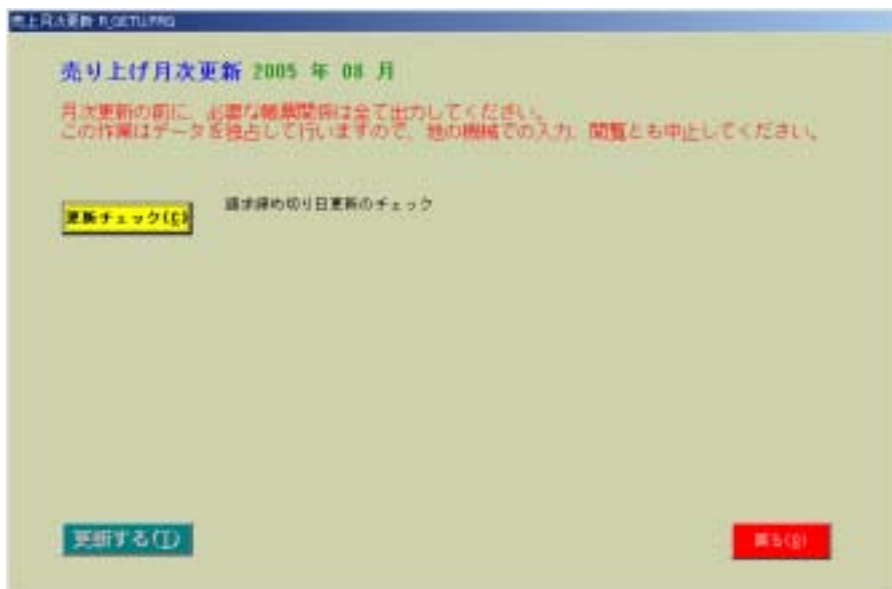 売上月次更新 R_GETU.PRG
売り上げ月次更新 2005 年 08 月
月次更新の前に、必要な帳票関係は全て出力してください。
この作業はデータを独占して行いますので、他の機械での入力、閲覧とも中止してください。
更新チェック(E) 請求締め切り日更新のチェック
更新する(T) 戻る(R)